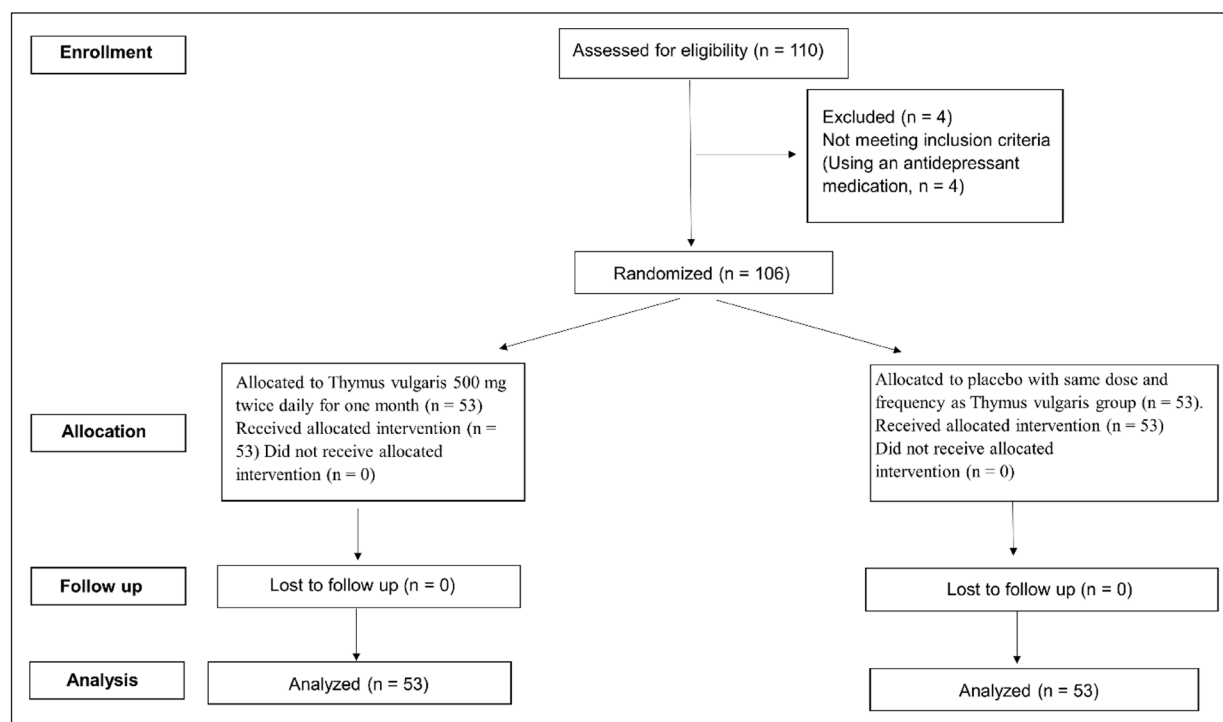 Enrollment
Assessed for eligibility (n = 110)
Excluded (n = 4)
Not meeting inclusion criteria
(Using an antidepressant
medication, n = 4)
Randomized (n = 106)
Allocation
Allocated to Thymus vulgaris 500 mg
twice daily for one month (n = 53)
Received allocated intervention (n =
53) Did not receive allocated
intervention (n = 0)
Allocated to placebo with same dose and
frequency as Thymus vulgaris group (n = 53).
Received allocated intervention (n = 53)
Did not receive allocated
intervention (n = 0)
Follow up
Lost to follow up (n = 0)
Lost to follow up (n = 0)
Analysis
Analyzed (n = 53)
Analyzed (n = 53)